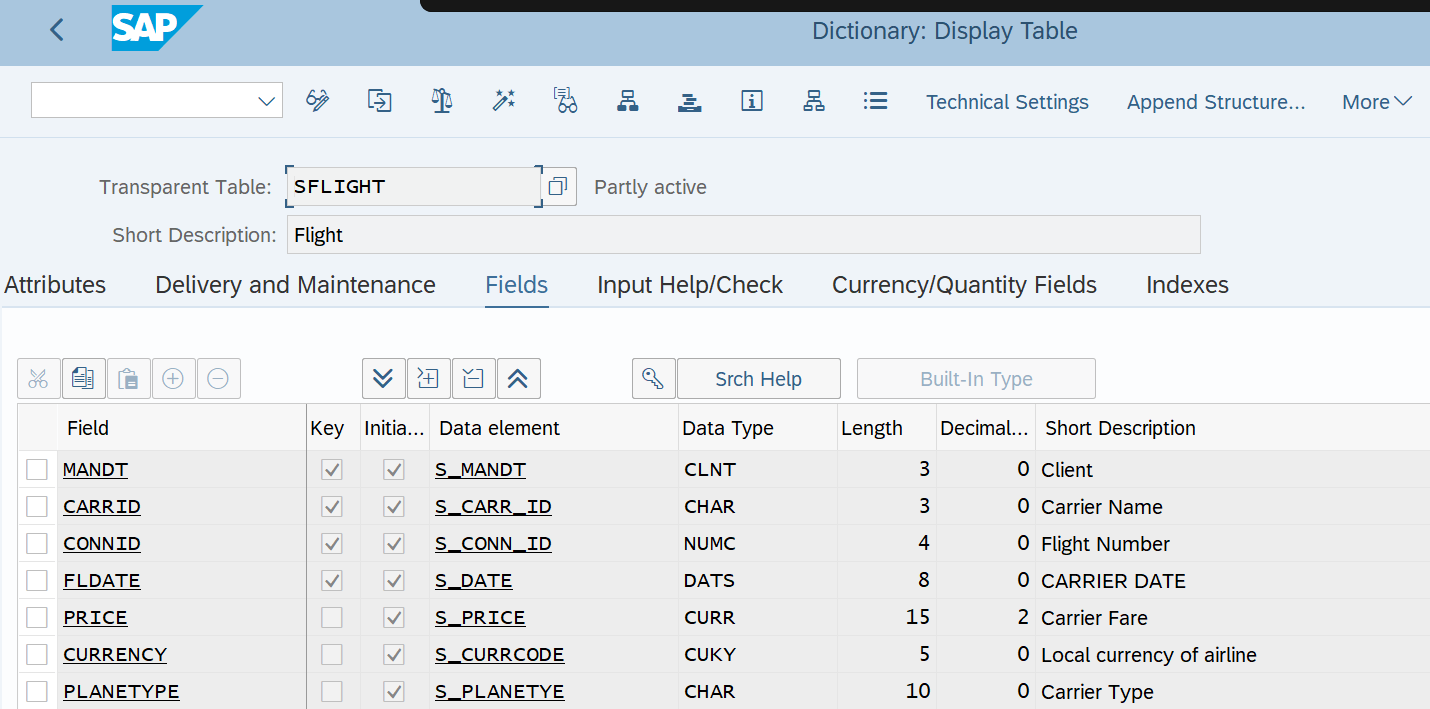 SAP
Dictionary: Display Table
Technical Settings Append Structure... More
Transparent Table: SFLIGHT Partly active
Short Description: Flight
Attributes Delivery and Maintenance Fields Input Help/Check Currency/Quantity Fields Indexes
Srch Help Built-In Type
Field Key Initia... Data element Data Type Length Decimal... Short Description
MANDT S_MANDT CLNT 3 0 Client
CARRID S_CARR_ID CHAR 3 0 Carrier Name
CONNID S_CONN_ID NUMC 4 0 Flight Number
FLDATE S_DATE DATS 8 0 CARRIER DATE
PRICE S_PRICE CURR 15 2 Carrier Fare
CURRENCY S_CURRCODE CUKY 5 0 Local currency of airline
PLANETYPE S_PLANETYE CHAR 10 0 Carrier Type